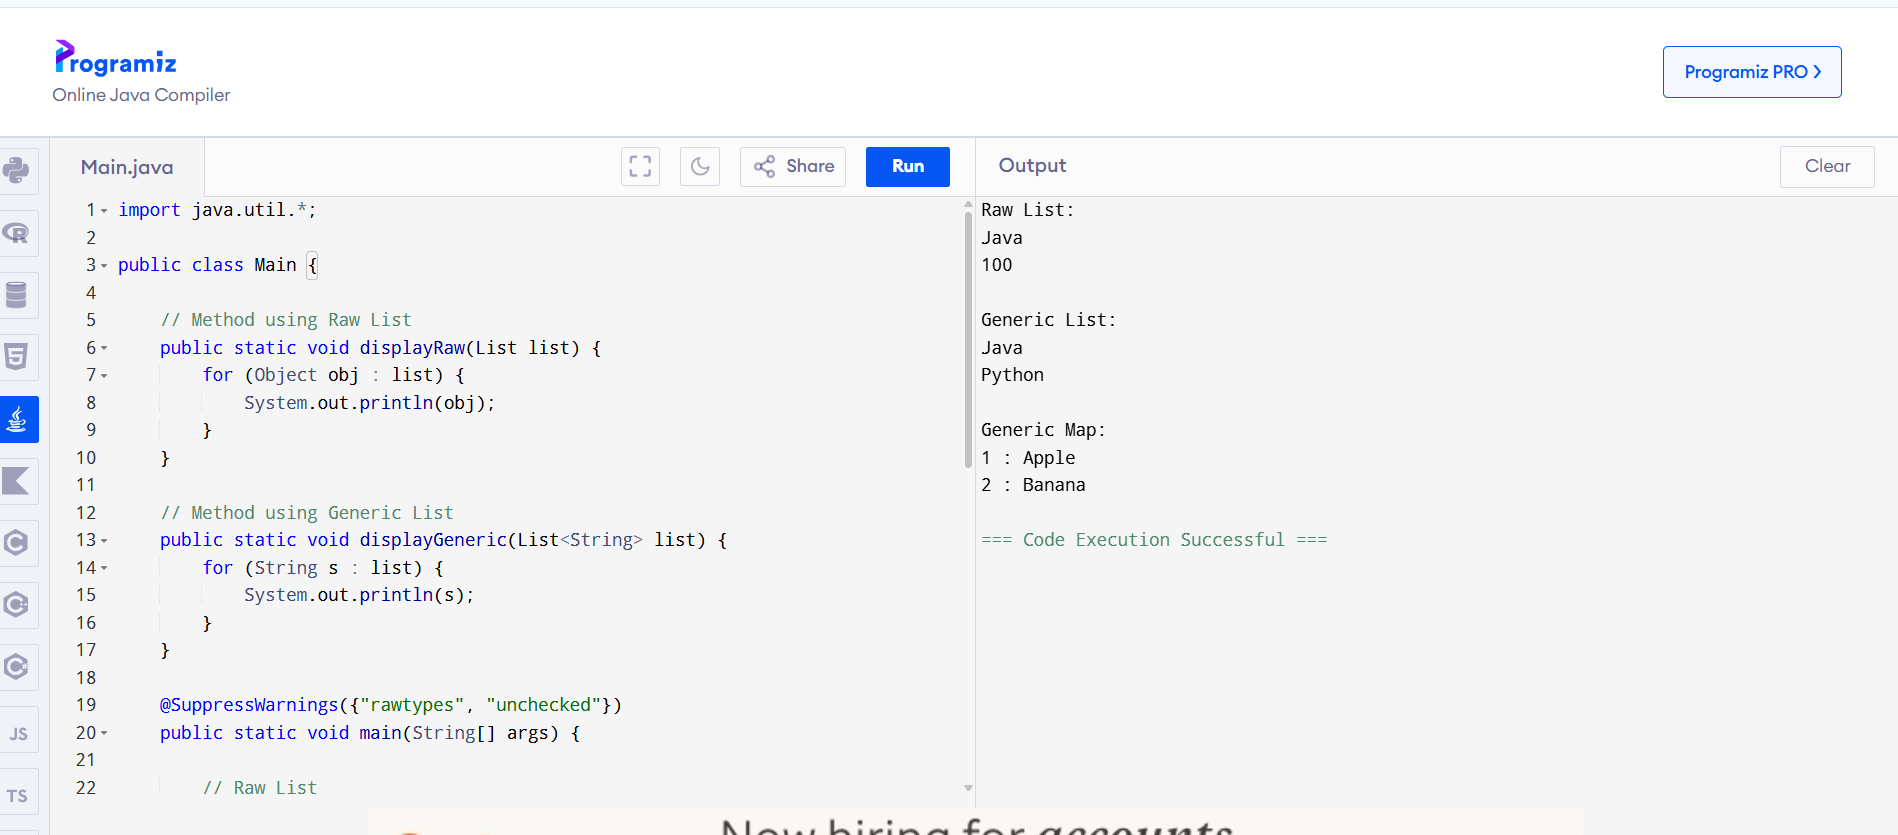 Programiz
Online Java Compiler
Programiz PRO
Main.java
Share
Run
Output
Clear
1 import java.util.*;
2
3 public class Main {
4
5 // Method using Raw List
6 public static void displayRaw(List list) {
7 for (Object obj : list) {
8 System.out.println(obj);
9 }
10 }
11
12 // Method using Generic List
13 public static void displayGeneric(List<String> list) {
14 for (String s : list) {
15 System.out.println(s);
16 }
17 }
18
19 @SuppressWarnings({"rawtypes", "unchecked"})
20 public static void main(String[] args) {
21
22 // Raw List
Raw List:
Java
100
Generic List:
Java
Python
Generic Map:
1 : Apple
2 : Banana
=== Code Execution Successful ===
R
JS
TS
Now hiring for accounts